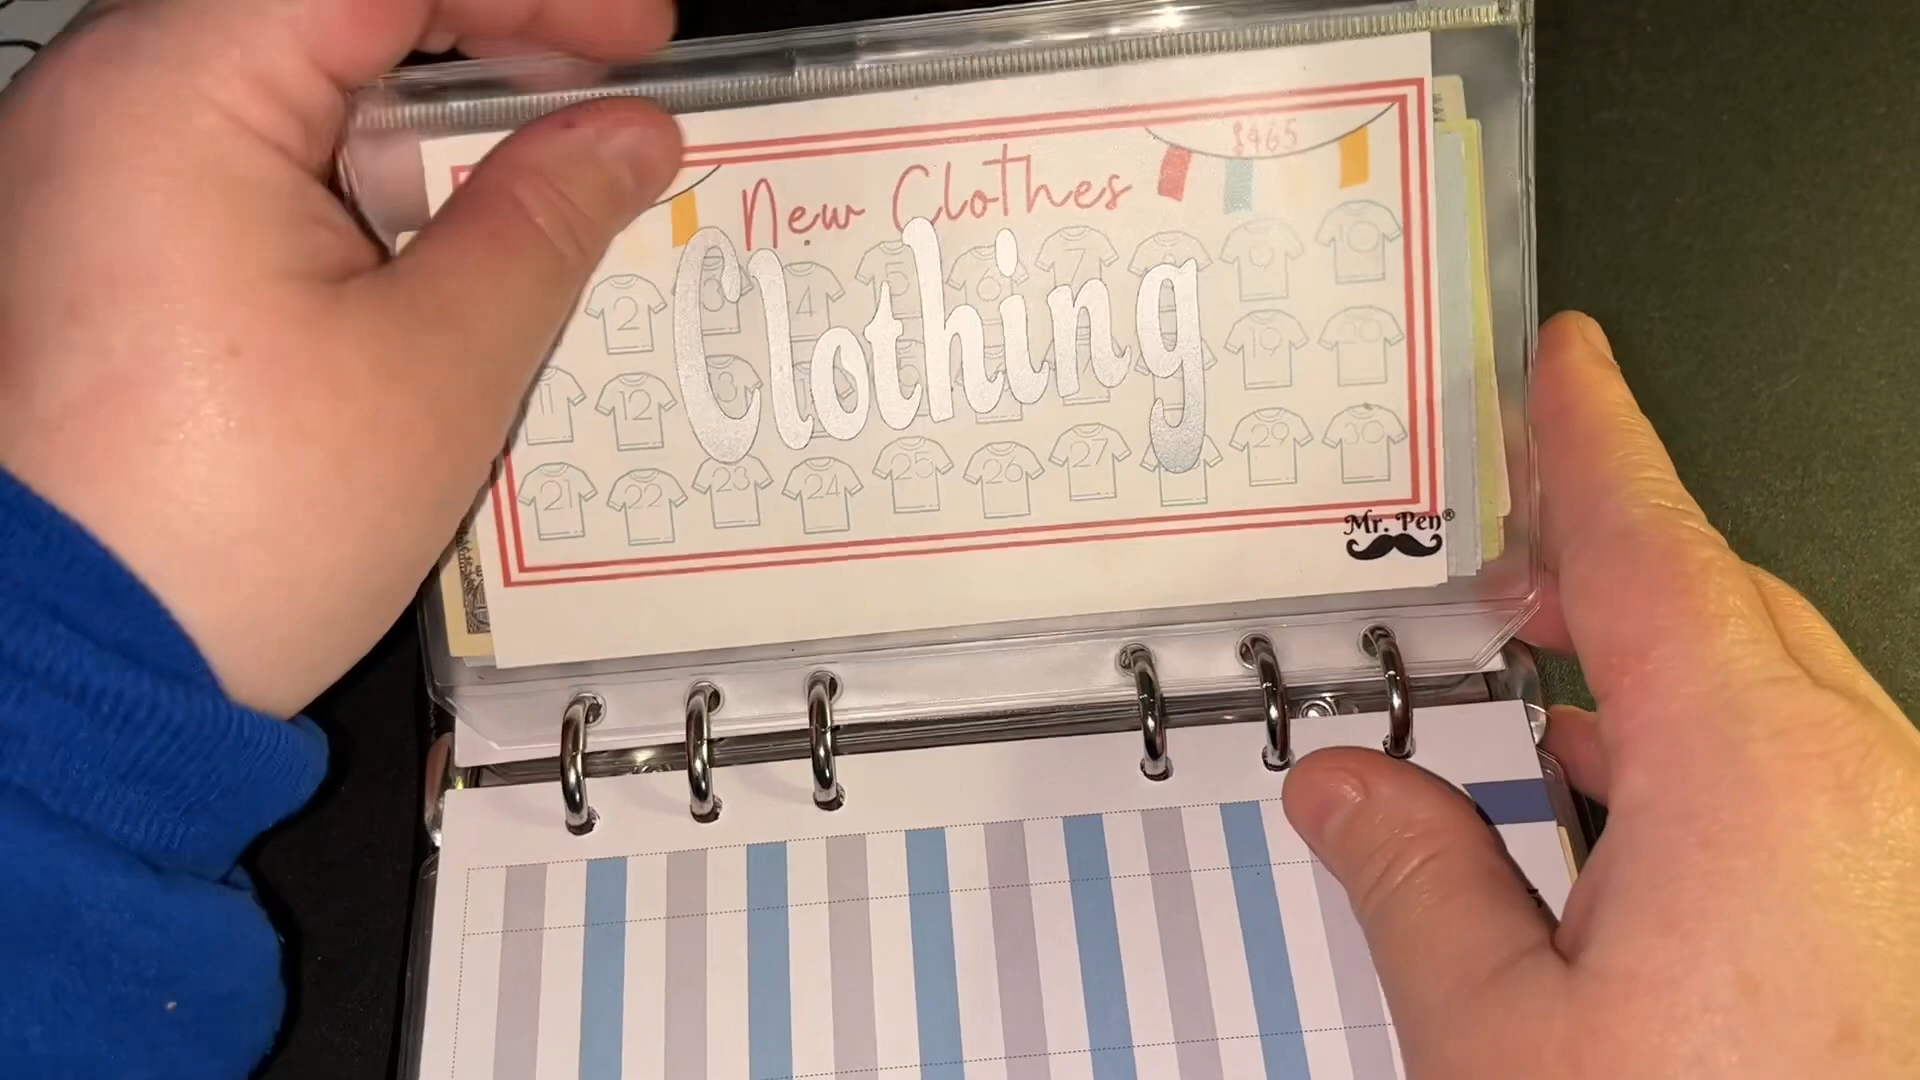 $465
New Clothes
Clothing
2 3 4 5 6 7 9 10
11 12 13 19 20
21 22 23 24 25 26 27 29 30
Mr. Pen®